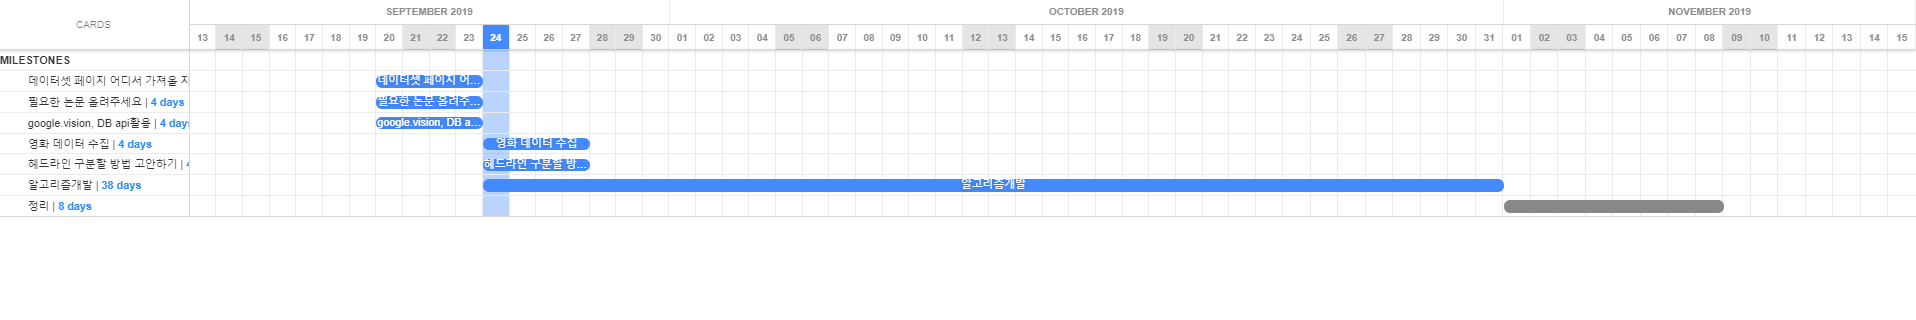 CARDS
SEPTEMBER 2019 OCTOBER 2019 NOVEMBER 2019
13 14 15 16 17 18 19 20 21 22 23 24 25 26 27 28 29 30 01 02 03 04 05 06 07 08 09 10 11 12 13 14 15 16 17 18 19 20 21 22 23 24 25 26 27 28 29 30 31 01 02 03 04 05 06 07 08 09 10 11 12 13 14 15
MILESTONES
데이터셋 페이지 어디서 가져올 지 데이터셋 페이지 어...
필요한 논문 올려주세요 | 4 days 필요한 논문 올려주...
google.vision, DB api활용 | 4 days google.vision, DB a...
영화 데이터 수집 | 4 days 영화 데이터 수집
헤드라인 구분할 방법 고안하기 | 4 헤드라인 구분할 방...
알고리즘개발 | 38 days 알고리즘개발
정리 | 8 days